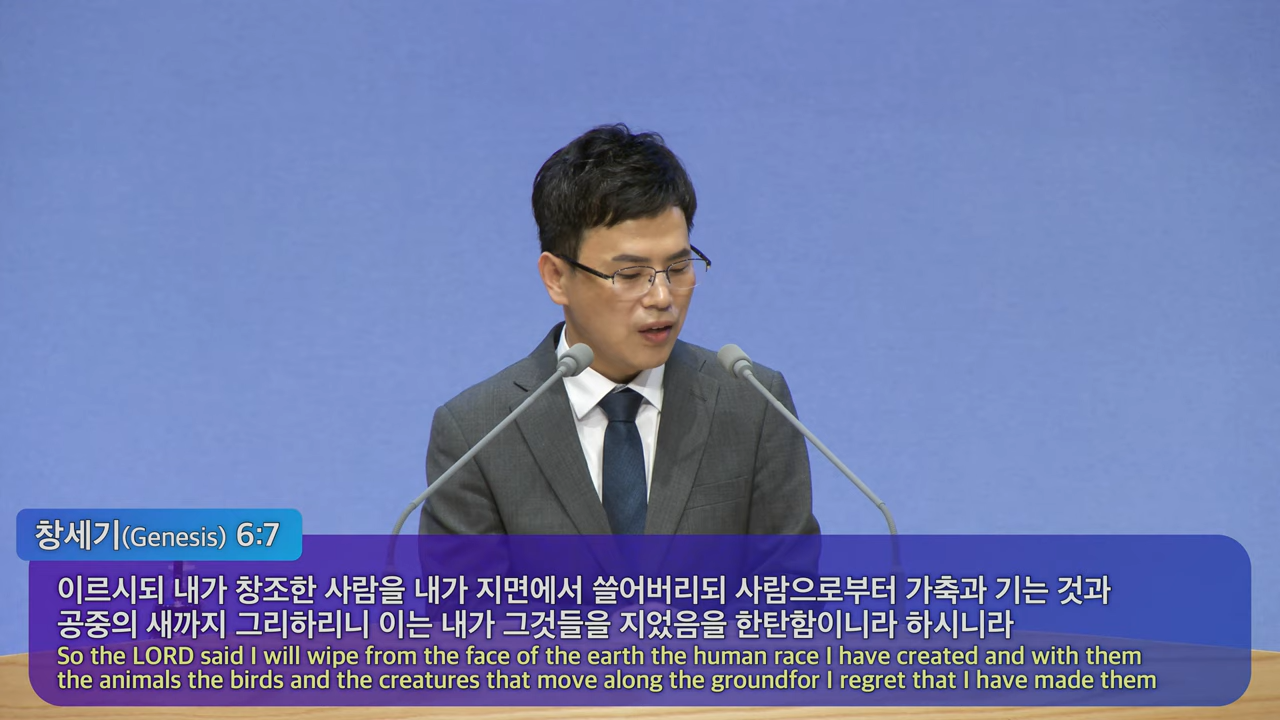 창세기(Genesis) 6:7
이르시되 내가 창조한 사람을 내가 지면에서 쓸어버리되 사람으로부터 가축과 기는 것과
공중의 새까지 그리하리니 이는 내가 그것들을 지었음을 한탄함이니라 하시니라
So the LORD said I will wipe from the face of the earth the human race I have created and with them
the animals the birds and the creatures that move along the groundfor I regret that I have made them